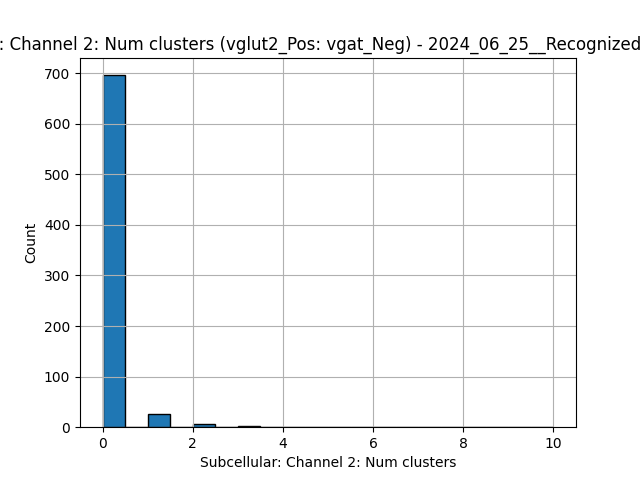 : Channel 2: Num clusters (vglut2_Pos: vgat_Neg) - 2024_06_25__Recognized
700
600
500
400
300
200
100
0
Count
0 2 4 6 8 10
Subcellular: Channel 2: Num clusters